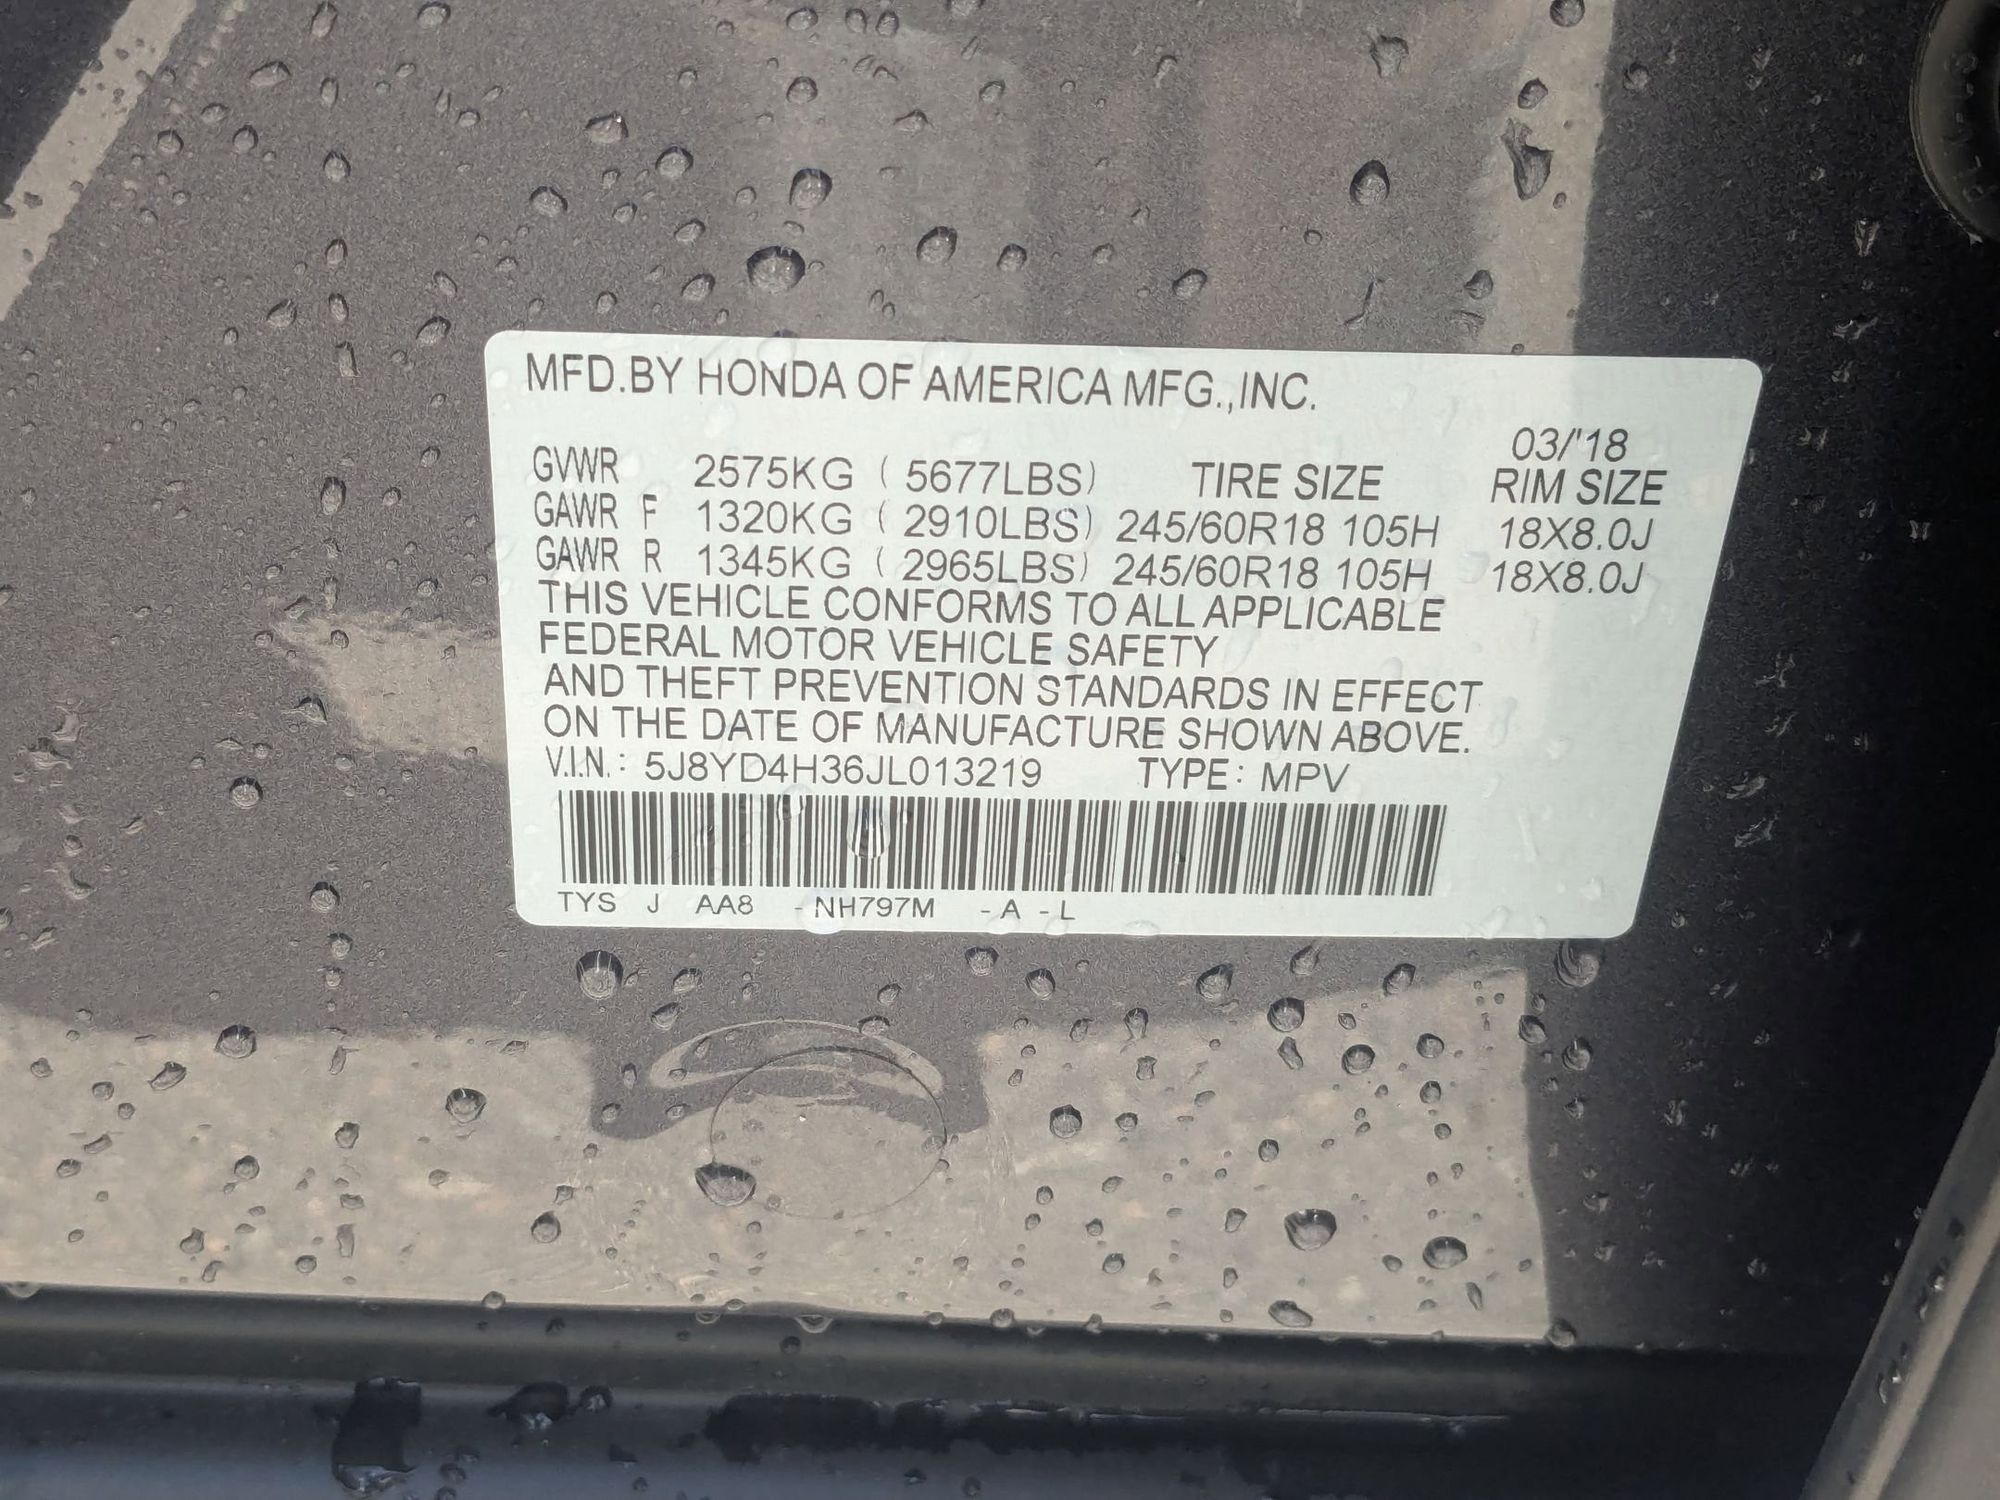 MFD.BY HONDA OF AMERICA MFG.,INC.
03/'18
GVWR 2575KG ( 5677LBS) TIRE SIZE RIM SIZE
GAWR F 1320KG ( 2910LBS) 245/60R18 105H 18X8.0J
GAWR R 1345KG ( 2965LBS) 245/60R18 105H 18X8.0J
THIS VEHICLE CONFORMS TO ALL APPLICABLE
FEDERAL MOTOR VEHICLE SAFETY
AND THEFT PREVENTION STANDARDS IN EFFECT
ON THE DATE OF MANUFACTURE SHOWN ABOVE.
V.I.N.: 5J8YD4H36JL013219 TYPE: MPV
TYS J AA8 -NH797M -A -L